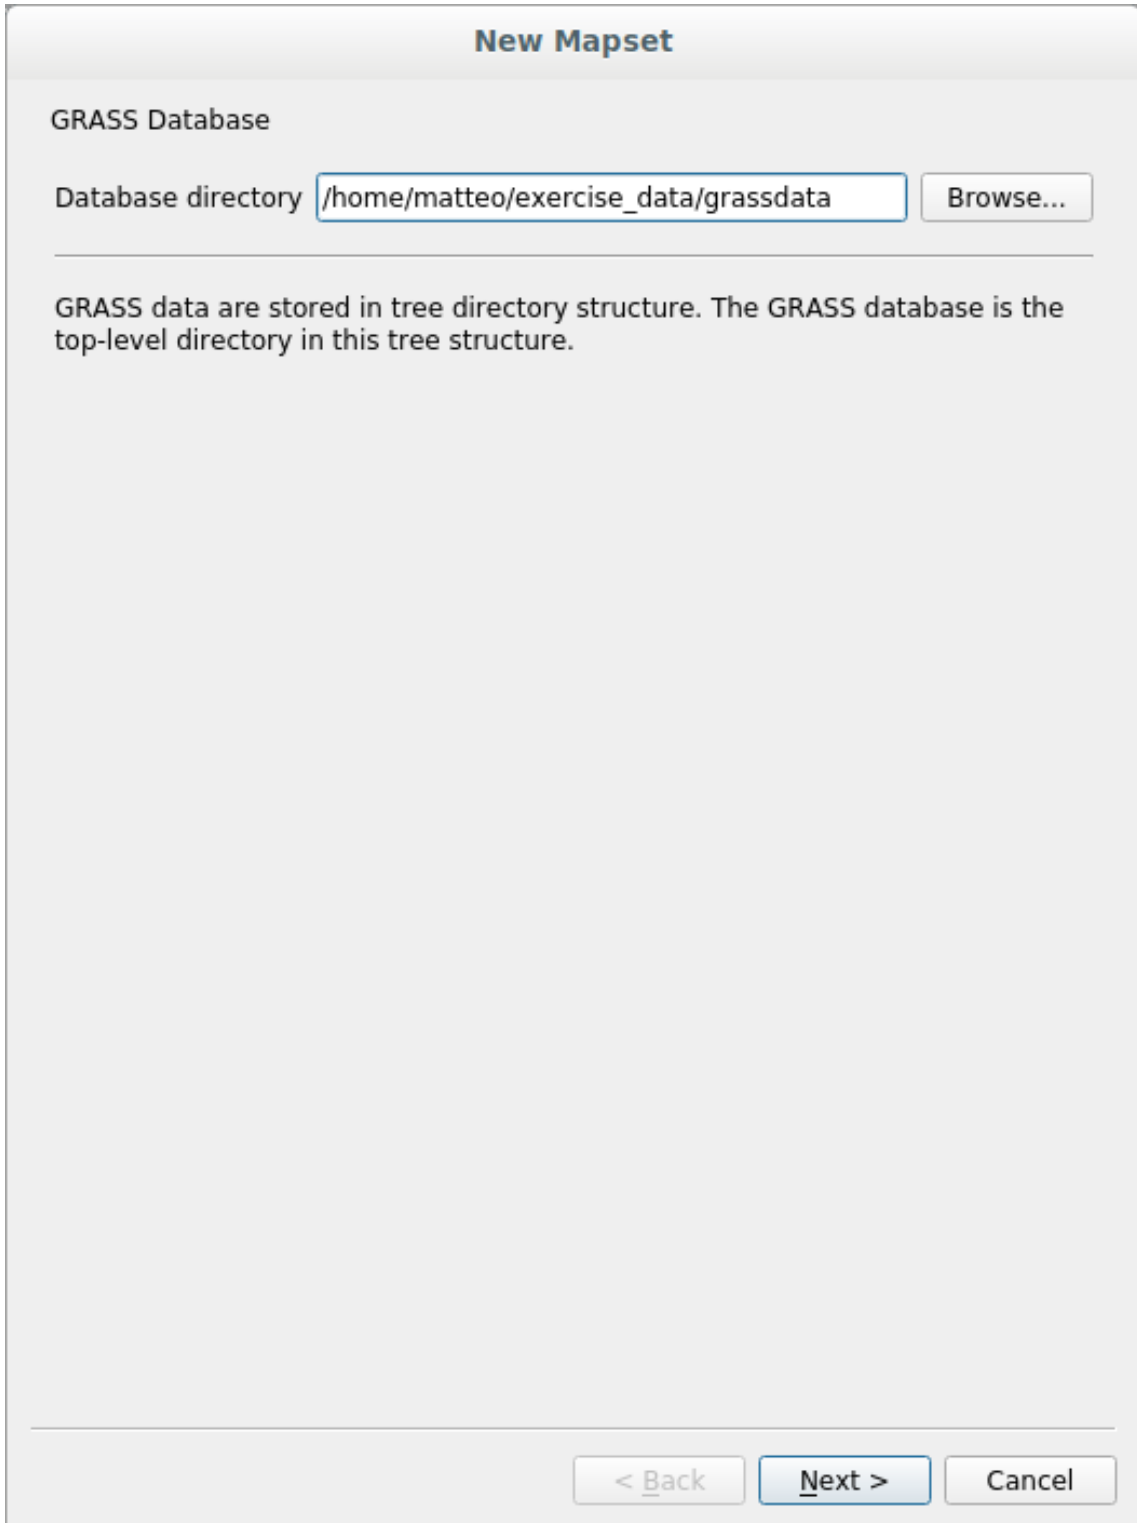 New Mapset
GRASS Database
Database directory /home/matteo/exercise_data/grassdata Browse...
GRASS data are stored in tree directory structure. The GRASS database is the
top-level directory in this tree structure.
< Back Next > Cancel